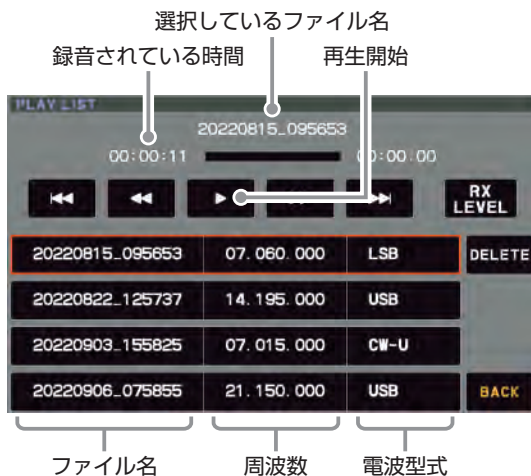 選択しているファイル名
録音されている時間 再生開始
PLAY LIST
20220815_095653
00:00:11 00:00:00
RX LEVEL
20220815_095653 07.060.000 LSB DELETE
20220822_125737 14.195.000 USB
20220903_155825 07.015.000 CW-U
20220906_075855 21.150.000 USB BACK
ファイル名 周波数 電波型式